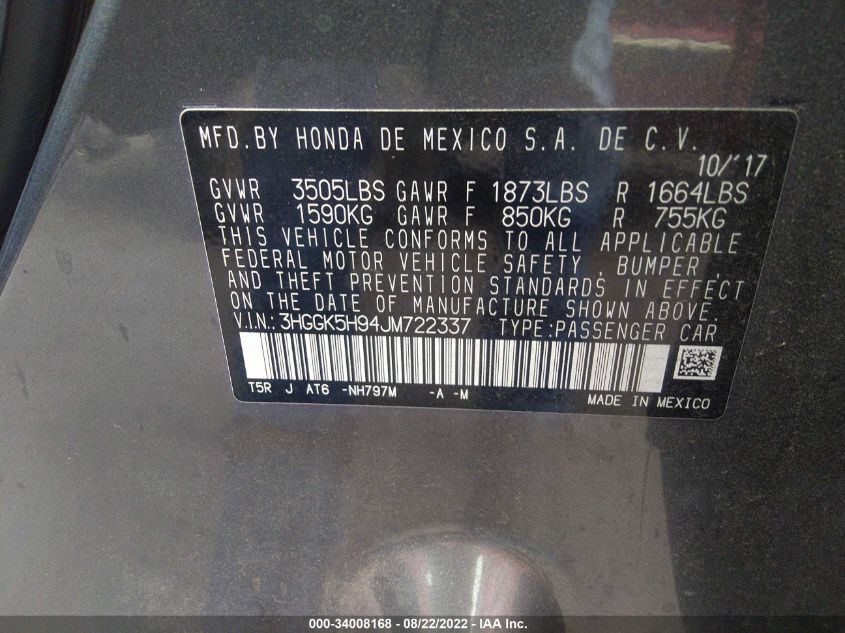 MFD.BY HONDA DE MEXICO S.A. DE C.V.
10/'17
GVWR 3505LBS GAWR F 1873LBS R 1664LBS
GVWR 1590KG GAWR F 850KG R 755KG
THIS VEHICLE CONFORMS TO ALL APPLICABLE
FEDERAL MOTOR VEHICLE SAFETY, BUMPER,
AND THEFT PREVENTION STANDARDS IN EFFECT
ON THE DATE OF MANUFACTURE SHOWN ABOVE.
V.I.N.:3HGGK5H94JM722337 TYPE:PASSENGER CAR
T5R J AT6 -NH797M -A -M
MADE IN MEXICO
000-34008168 - 08/22/2022 - IAA Inc.